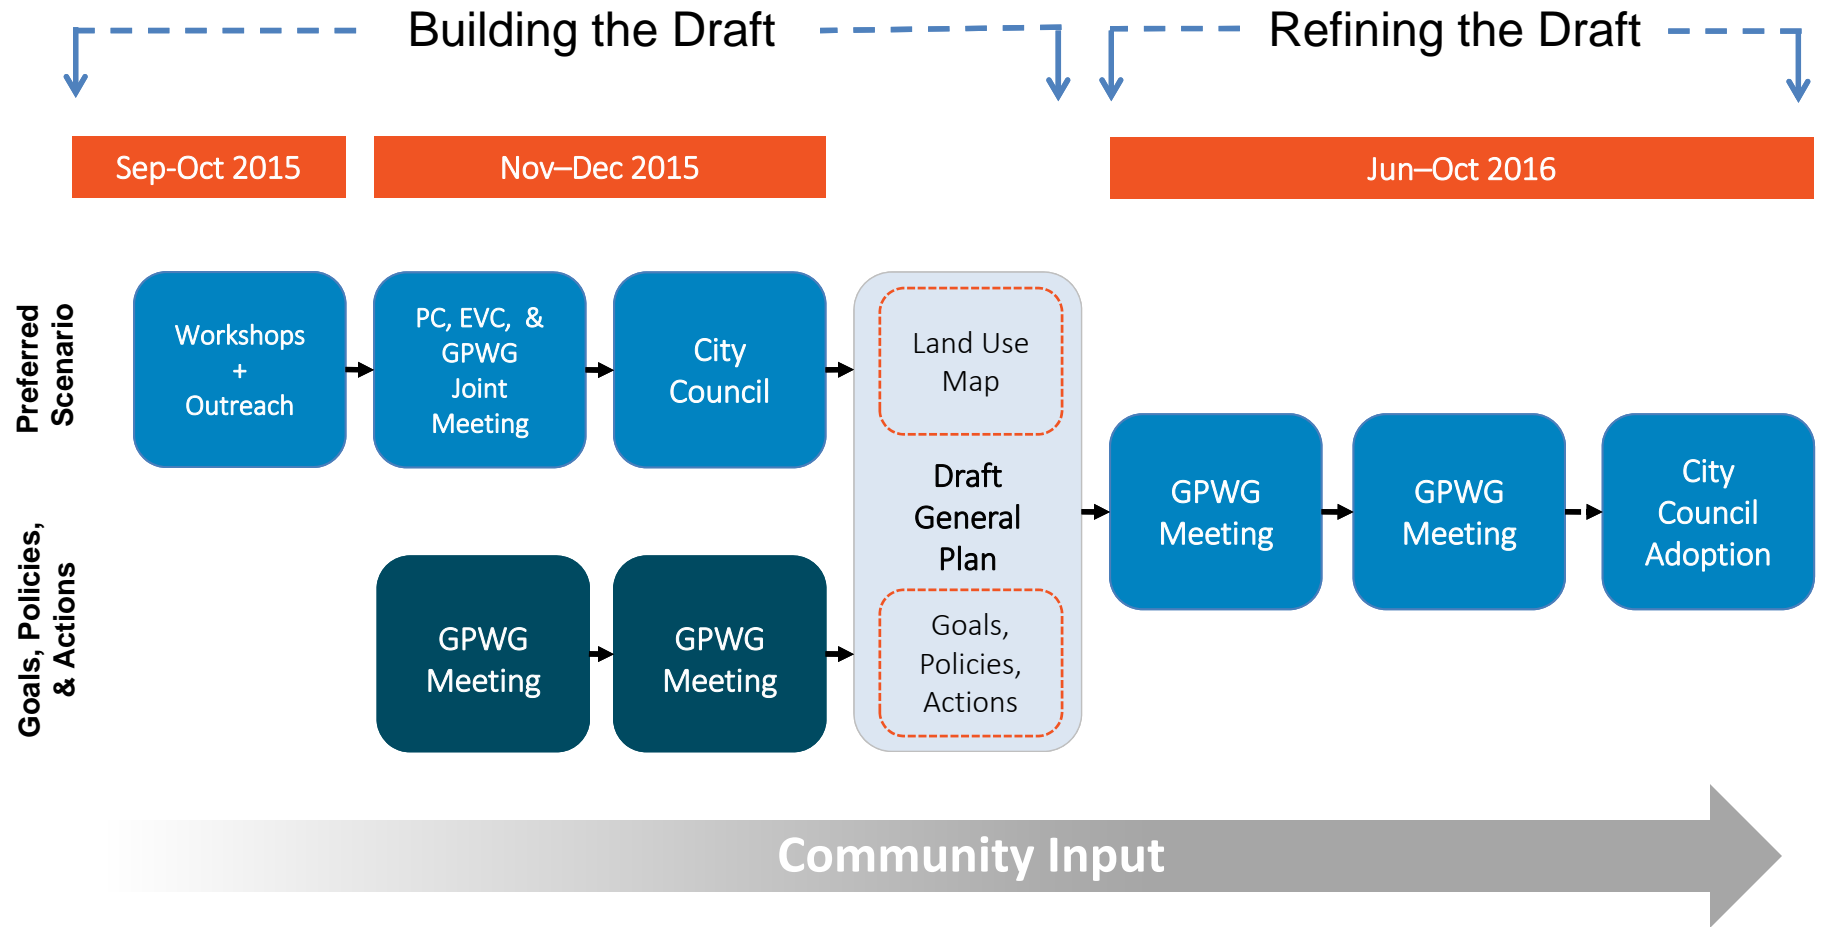 Building the Draft
Refining the Draft
Sep-Oct 2015
Nov–Dec 2015
Jun–Oct 2016
Preferred
Scenario
Workshops
+
Outreach
PC, EVC, &
GPWG
Joint
Meeting
City
Council
Land Use
Map
Draft
General
Plan
Goals,
Policies,
Actions
GPWG
Meeting
GPWG
Meeting
City
Council
Adoption
Goals, Policies,
& Actions
GPWG
Meeting
GPWG
Meeting
Community Input